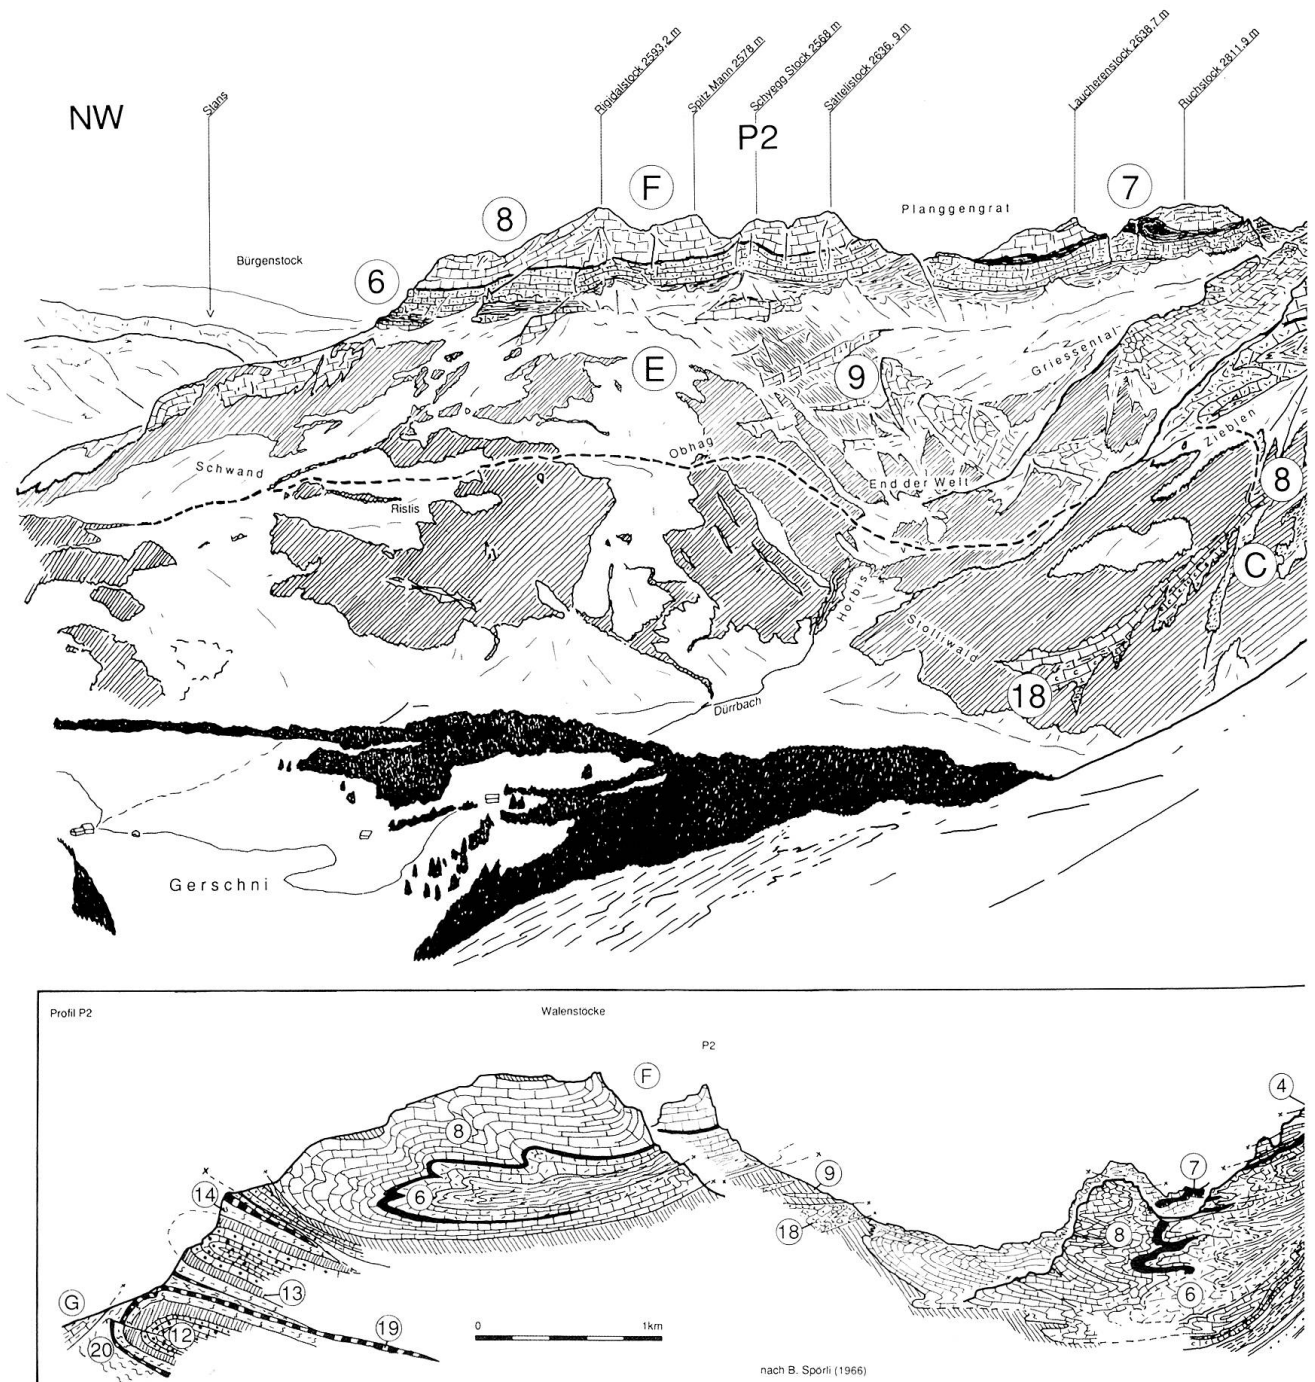 NW
Stans
Rigidalstock 2593,2 m
Spitz Mann 2578 m
Schyegg Stock 2568 m
Sättelistock 2636.9 m
Laucherenstock 2638,7 m
Ruchstock 2811.9 m
P2
F
7
8
Planggengrat
Bürgenstock
6
Griessental
E
9
Obhag
Zieblen
Schwand
End der Welt
8
Ristis
C
Horbis
Stolliwald
18
Dürrbach
Gerschni
Profil P2
Walenstöcke
P2
F
4
8
9
7
14
6
18
8
13
6
G
12
19
20
0 1km
nach B. Spörli (1966)